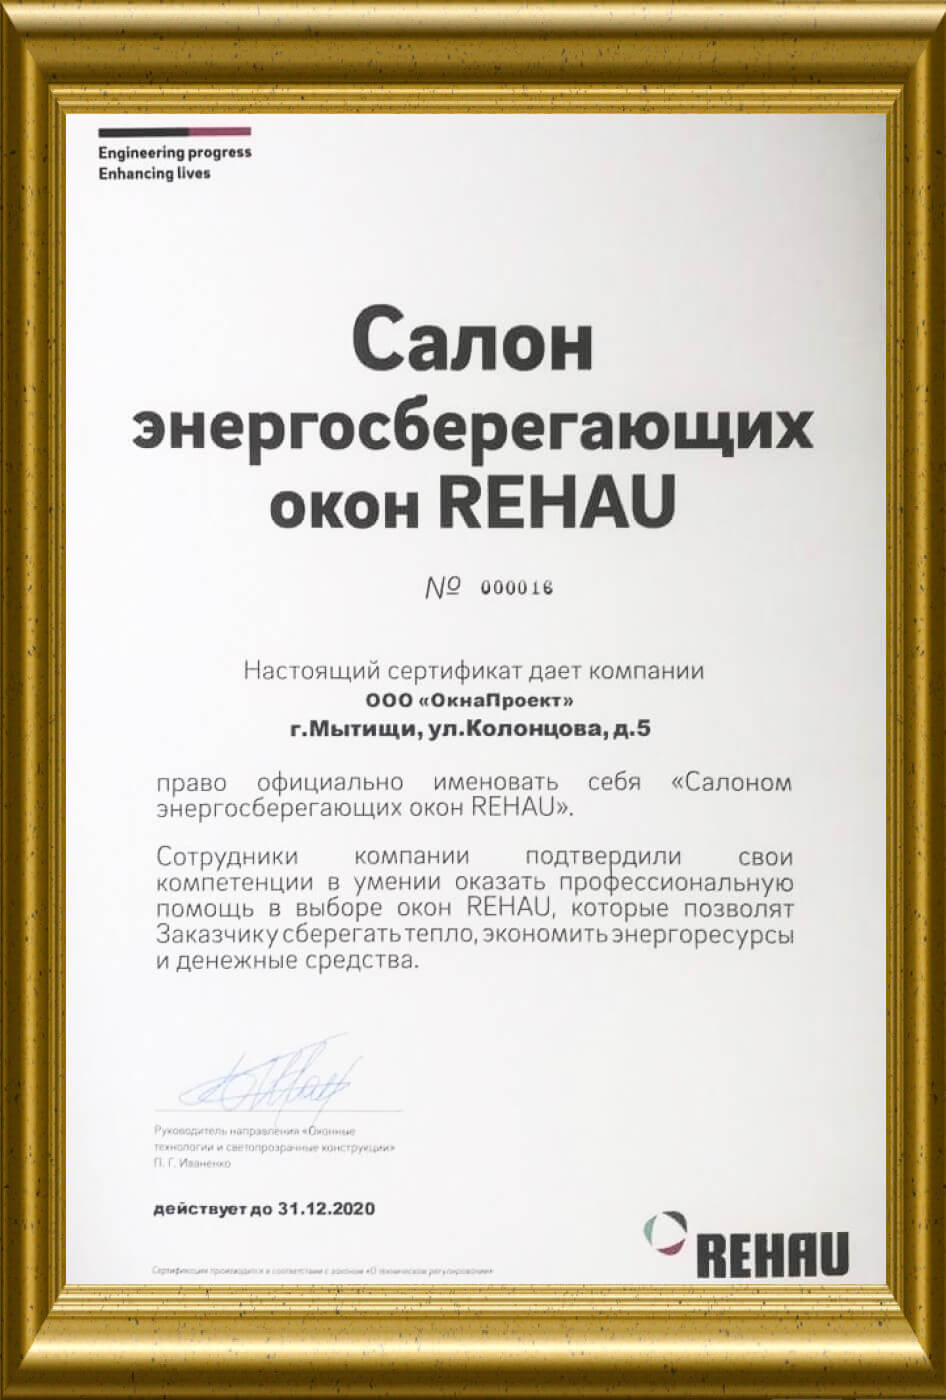 Engineering progress
Enhancing lives
Салон
энергосберегающих
окон REHAU
№ 000016
Настоящий сертификат дает компании
ООО «ОкнаПроект»
г.Мытищи, ул.Колонцова, д.5
право официально именовать себя «Салоном
энергосберегающих окон REHAU».
Сотрудники компании подтвердили свои
компетенции в умении оказать профессиональную
помощь в выборе окон REHAU, которые позволят
Заказчику сберегать тепло, экономить энергоресурсы
и денежные средства.
Руководитель направления «Оконные
технологии и светопрозрачные конструкции»
П. Г. Иваненко
действует до 31.12.2020
Сертификация производится в соответствии с законом «О техническом регулировании»
REHAU